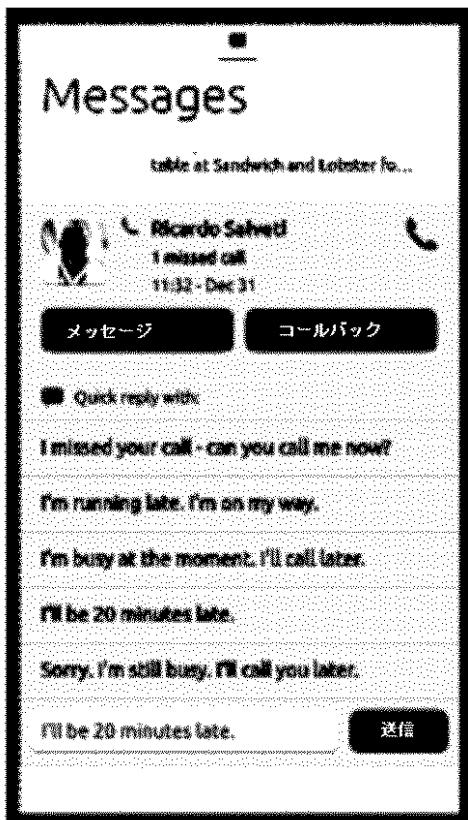 Messages
table at Sandwich and Lobster fo...
Ricardo Salveti
1 missed call
11:32 - Dec 31
メッセージ
コールバック
Quick reply with:
I missed your call - can you call me now?
I'm running late. I'm on my way.
I'm busy at the moment. I'll call later.
I'll be 20 minutes late.
Sorry, I'm still busy. I'll call you later.
I'll be 20 minutes late.
送信